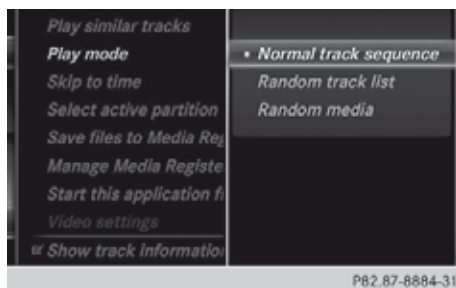 Play similar tracks
Play mode
Skip to time
Select active partition
Save files to Media Reg
Manage Media Registe
Start this application f
Video settings
Show track information
• Normal track sequence
Random track list
Random media
P82.87-8884-31